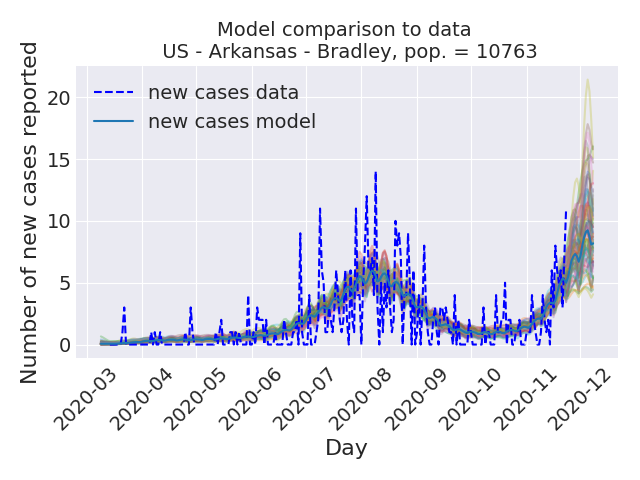 Model comparison to data
US - Arkansas - Bradley, pop. = 10763
Number of new cases reported
20
15
10
5
0
new cases data
new cases model
2020-03
2020-04
2020-05
2020-06
2020-07
2020-08
2020-09
2020-10
2020-11
2020-12
Day